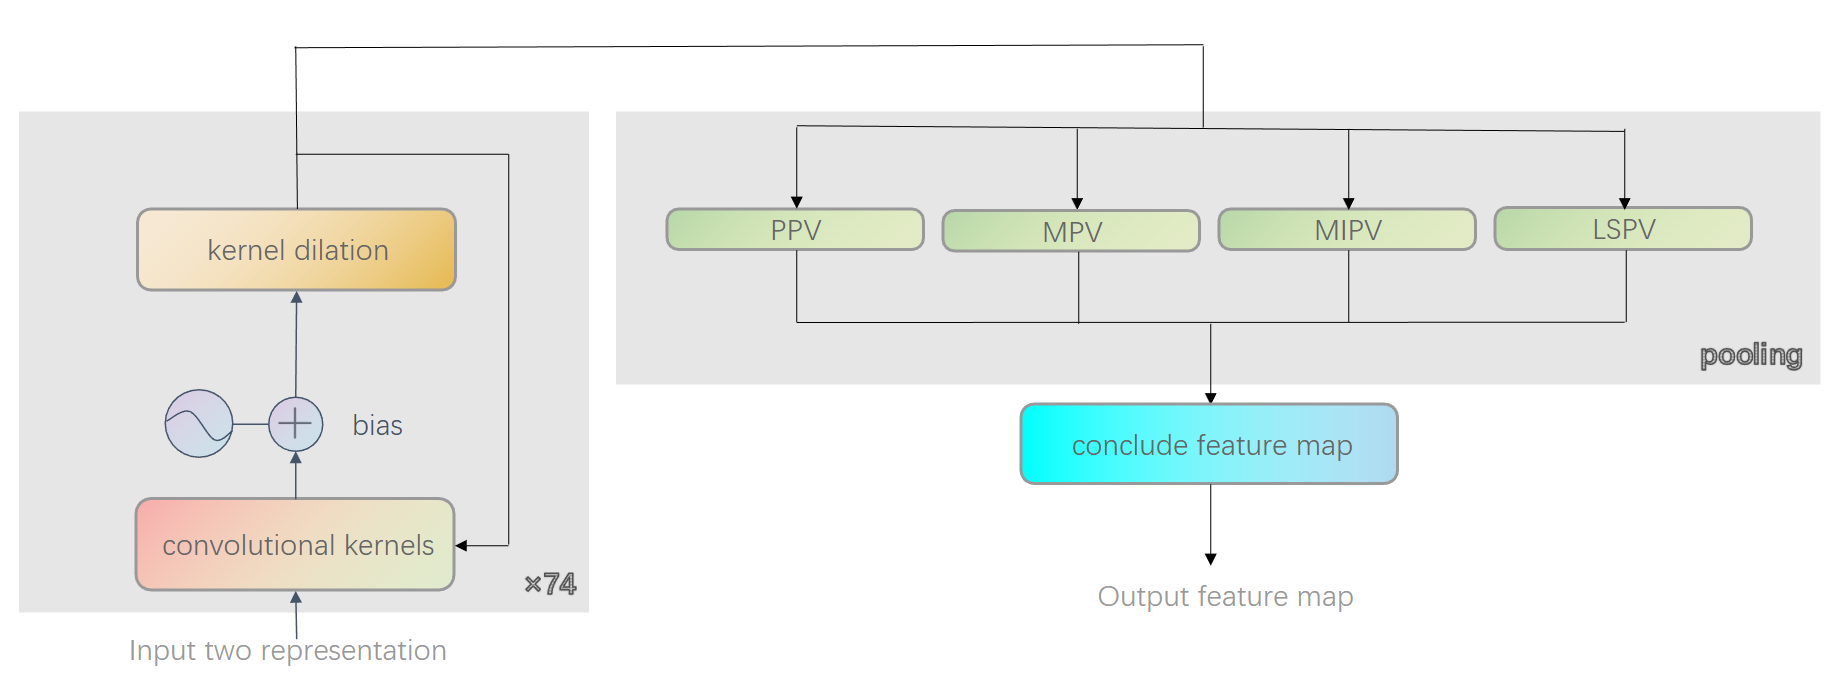 kernel dilation
bias
convolutional kernels
×74
Input two representation
PPV
MPV
MIPV
LSPV
pooling
conclude feature map
Output feature map